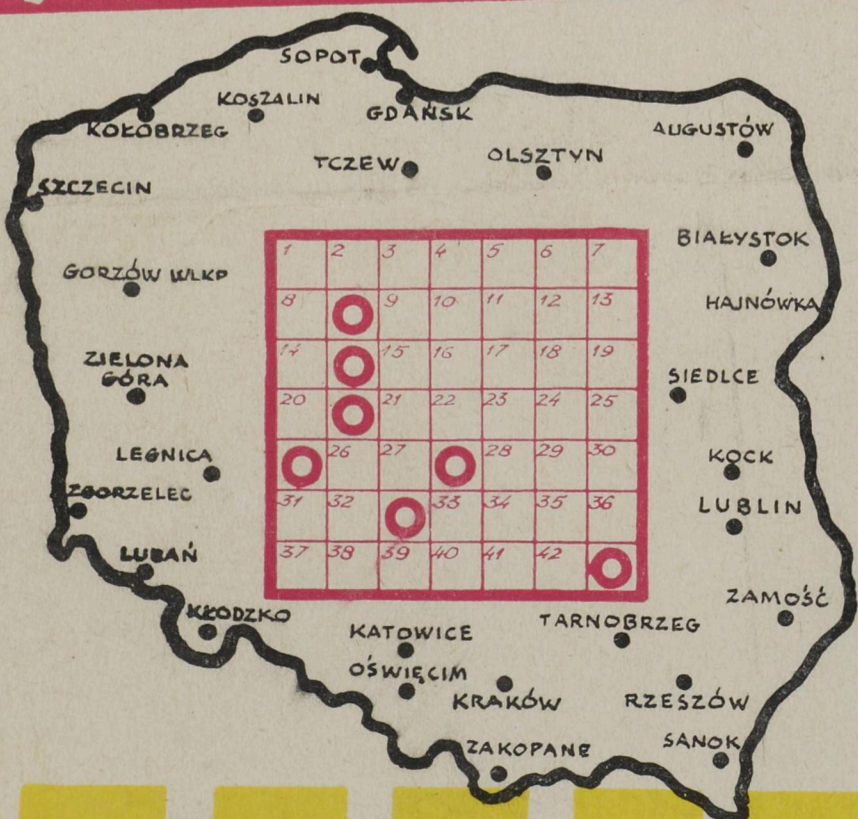 SOPOT
KOSZALIN
GDAŃSK
KOŁOBRZEG
AUGUSTÓW
TCZEW
OLSZTYN
SZCZECIN
BIAŁYSTOK
GORZÓW WLKP
HAJNÓWKA
1 2 3 4 5 6 7
8 9 10 11 12 13
14 15 16 17 18 19
20 21 22 23 24 25
26 27 28 29 30
31 32 33 34 35 36
37 38 39 40 41 42
ZIELONA
GÓRA
SIEDLCE
LEGNICA
KOCK
ZGORZELEC
LUBLIN
LUBAŃ
ZAMOŚĆ
KŁODZKO
TARNOBRZEG
KATOWICE
OŚWIĘCIM
KRAKÓW
RZESZÓW
ZAKOPANE
SANOK